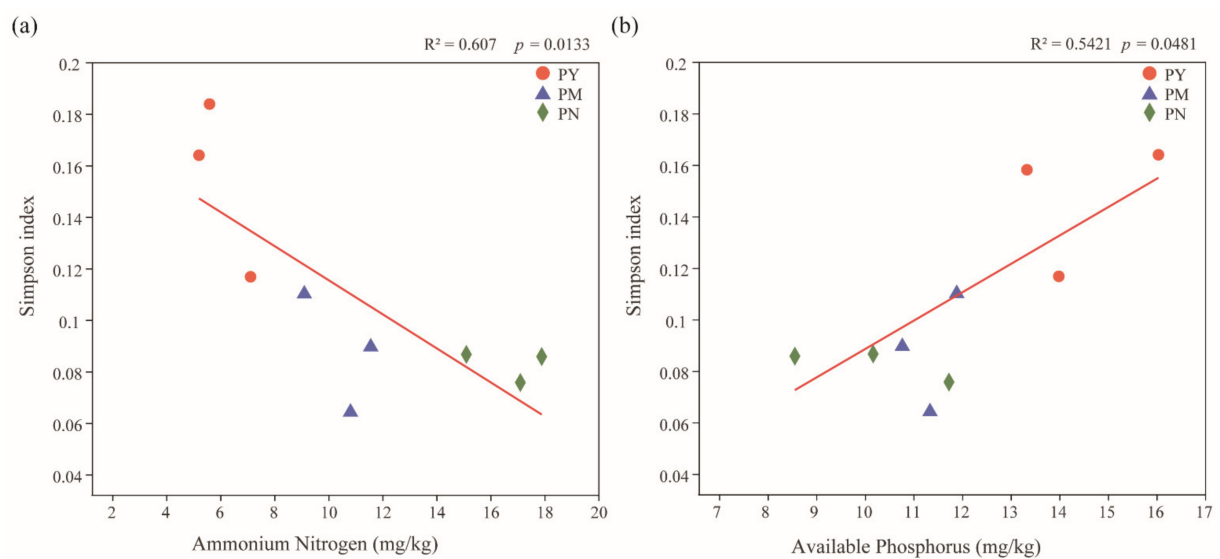 (a)
R² = 0.607 p = 0.0133
0.2
0.18
0.16
0.14
0.12
0.1
0.08
0.06
0.04
Simpson index
PY
PM
PN
2 4 6 8 10 12 14 16 18 20
Ammonium Nitrogen (mg/kg)
(b)
R² = 0.5421 p = 0.0481
0.2
0.18
0.16
0.14
0.12
0.1
0.08
0.06
0.04
Simpson index
PY
PM
PN
7 8 9 10 11 12 13 14 15 16 17
Available Phosphorus (mg/kg)